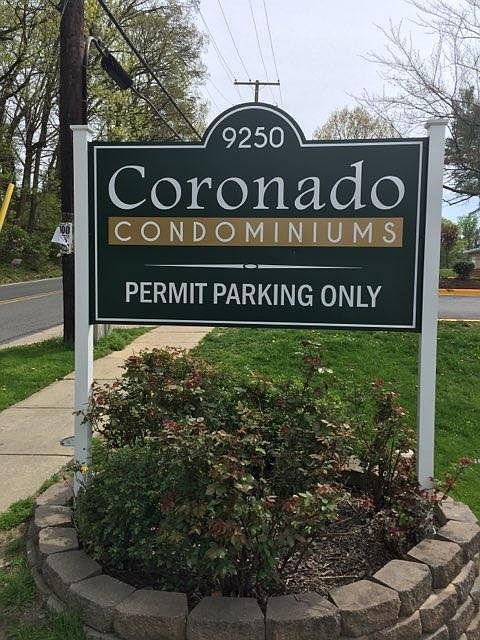 9250
Coronado
CONDOMINIUMS
PERMIT PARKING ONLY